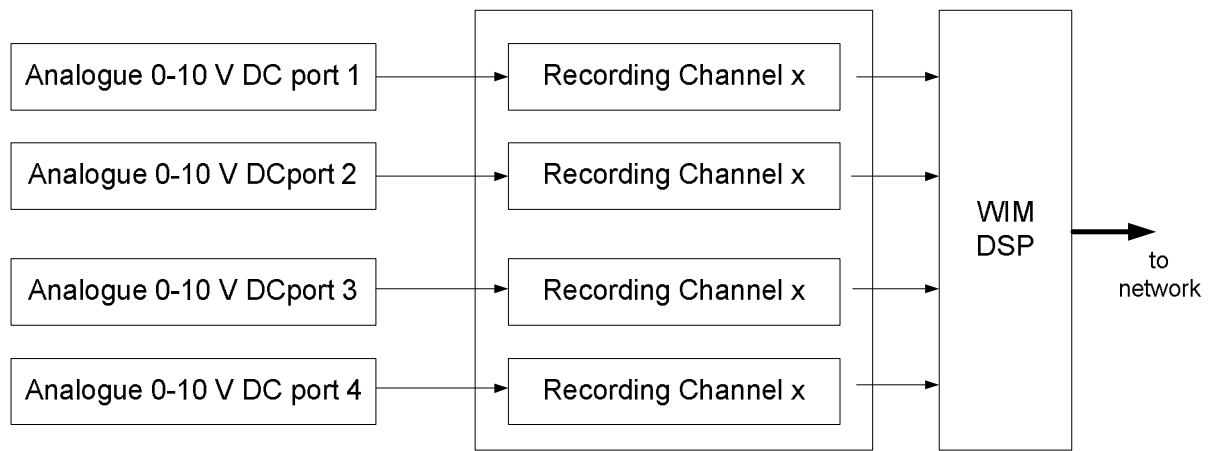 Analogue 0-10 V DC port 1
Recording Channel x
Analogue 0-10 V DCport 2
Recording Channel x
WIM
DSP
to
network
Analogue 0-10 V DCport 3
Recording Channel x
Analogue 0-10 V DC port 4
Recording Channel x